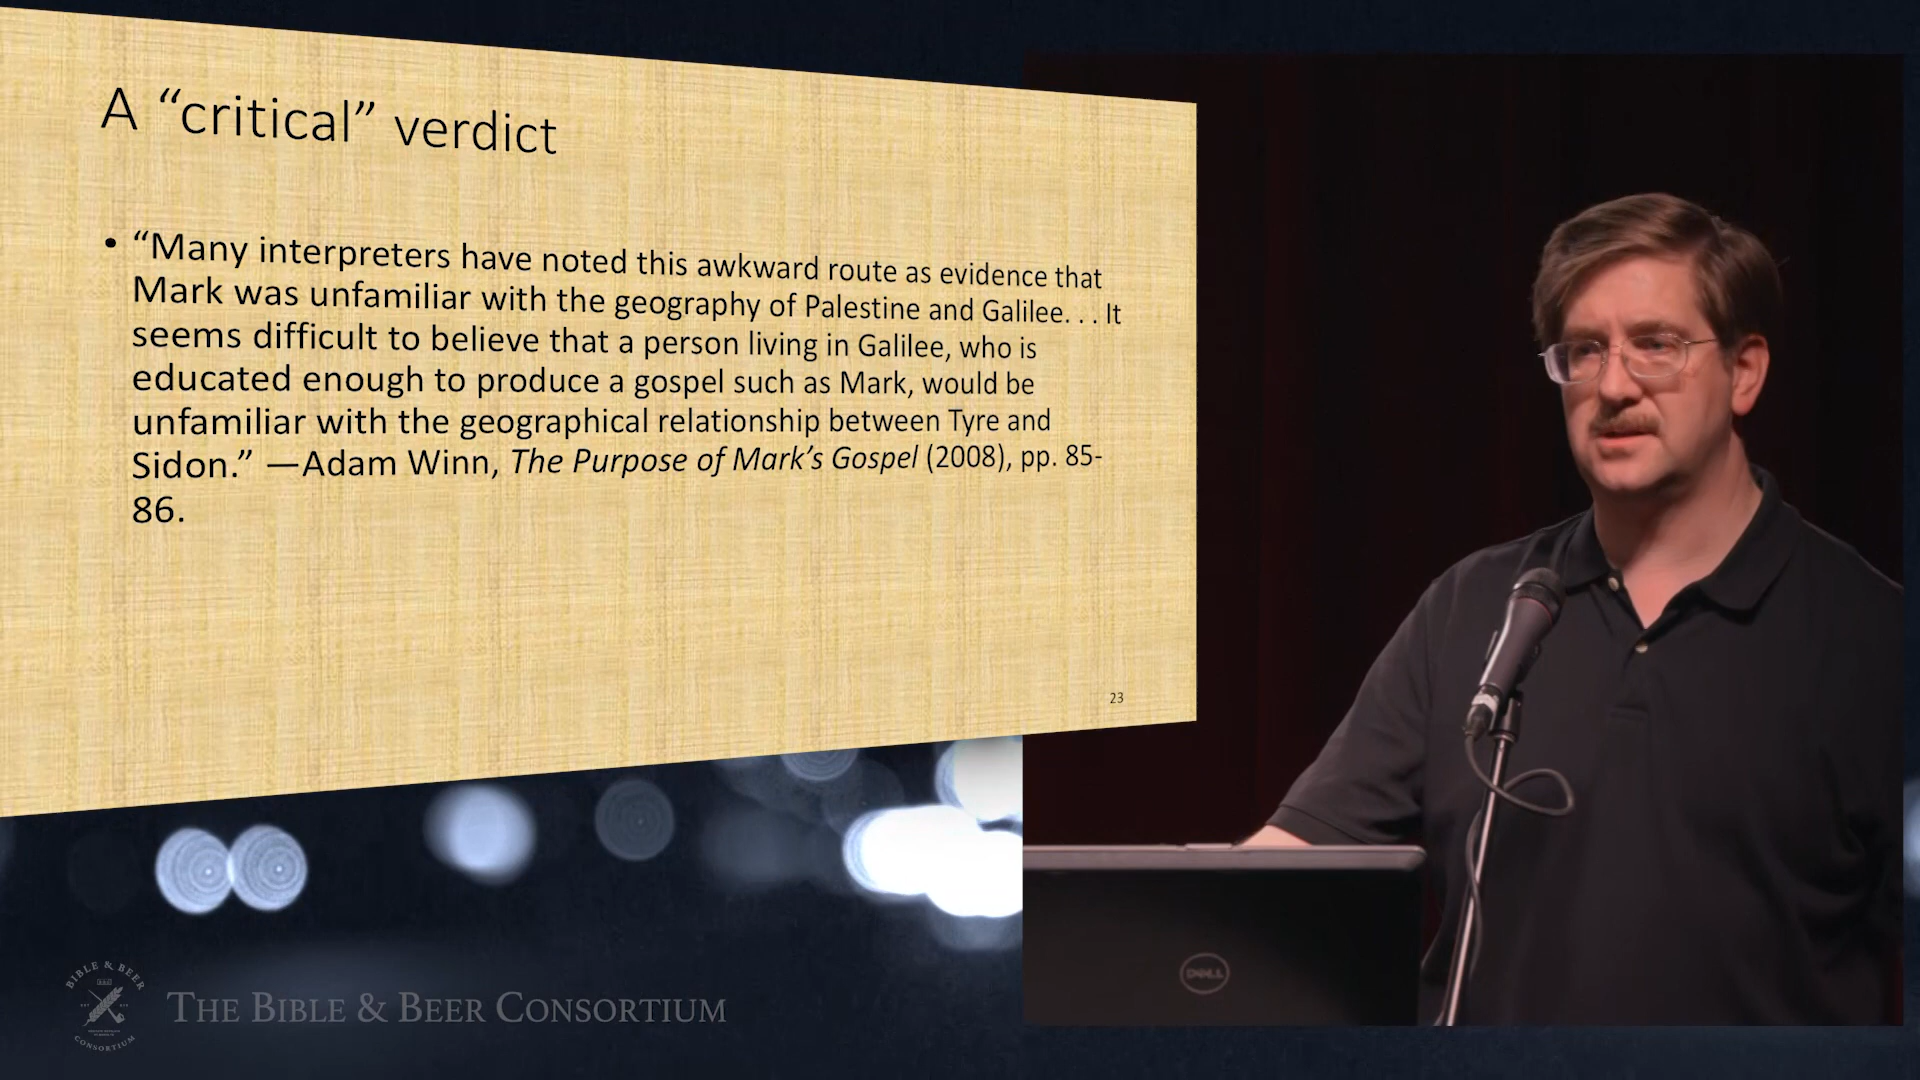 A “critical” verdict
• “Many interpreters have noted this awkward route as evidence that
Mark was unfamiliar with the geography of Palestine and Galilee. . . It
seems difficult to believe that a person living in Galilee, who is
educated enough to produce a gospel such as Mark, would be
unfamiliar with the geographical relationship between Tyre and
Sidon.” —Adam Winn, The Purpose of Mark’s Gospel (2008), pp. 85-
86.
23
DELL
BIBLE & BEER
CONSORTIUM
THE BIBLE & BEER CONSORTIUM